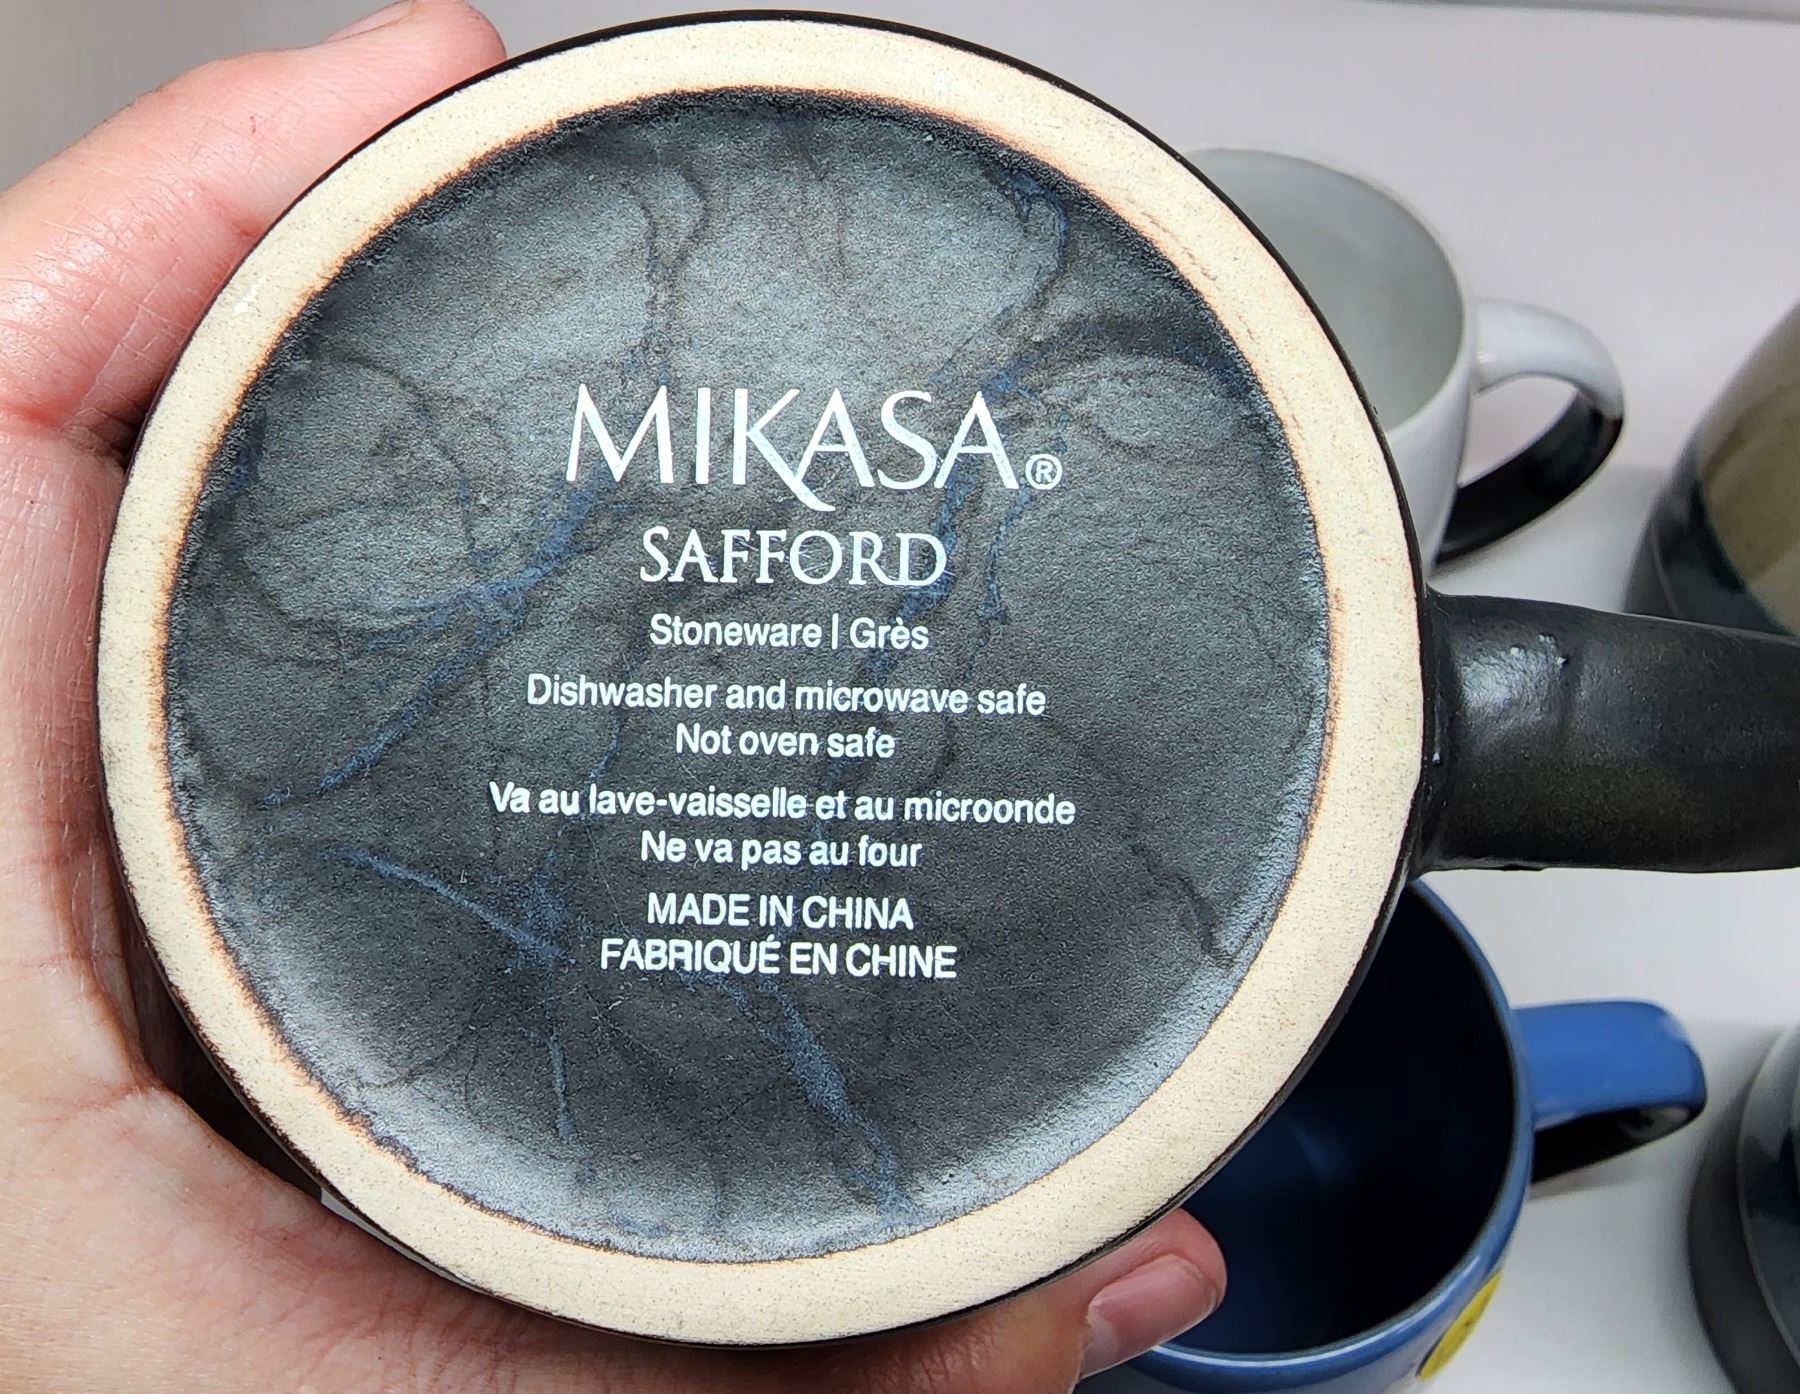 MIKASA®
SAFFORD
Stoneware | Grès
Dishwasher and microwave safe
Not oven safe
Va au lave-vaisselle et au microonde
Ne va pas au four
MADE IN CHINA
FABRIQUÉ EN CHINE